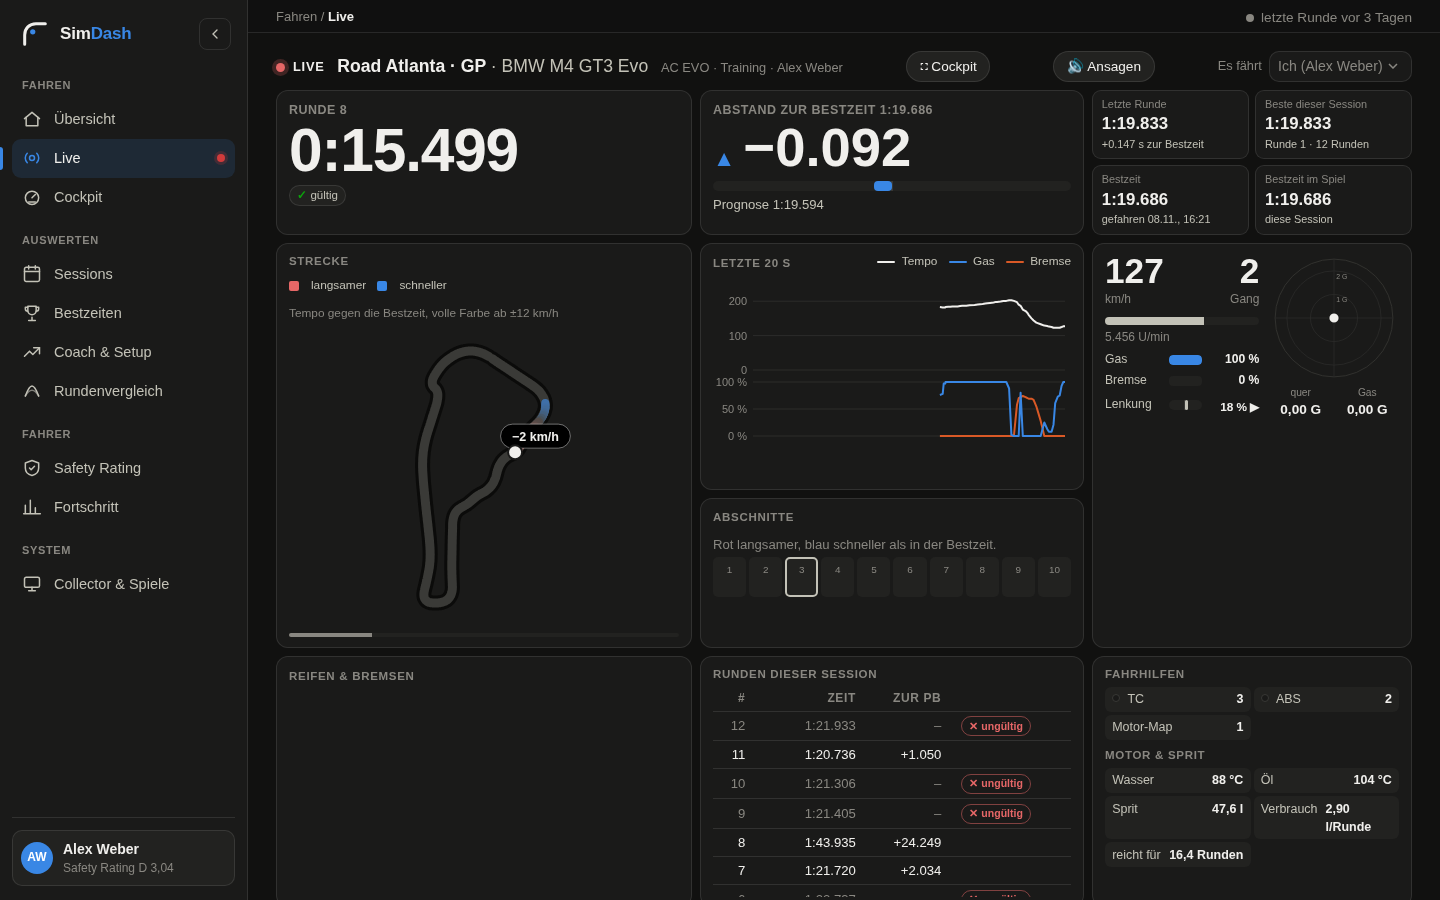 SimDash
FAHREN
Übersicht
Live
Cockpit
AUSWERTEN
Sessions
Bestzeiten
Coach & Setup
Rundenvergleich
FAHRER
Safety Rating
Fortschritt
SYSTEM
Collector & Spiele
AW
Alex Weber
Safety Rating D 3,04
Fahren / Live
letzte Runde vor 3 Tagen
LIVE Road Atlanta · GP · BMW M4 GT3 Evo AC EVO · Training · Alex Weber
Cockpit
Ansagen
Es fährt Ich (Alex Weber)
RUNDE 8
0:15.499
✓ gültig
ABSTAND ZUR BESTZEIT 1:19.686
▲ −0.092
Prognose 1:19.594
Letzte Runde
1:19.833
+0.147 s zur Bestzeit
Beste dieser Session
1:19.833
Runde 1 · 12 Runden
Bestzeit
1:19.686
gefahren 08.11., 16:21
Bestzeit im Spiel
1:19.686
diese Session
STRECKE
langsamer schneller
Tempo gegen die Bestzeit, volle Farbe ab ±12 km/h
−2 km/h
LETZTE 20 S
Tempo Gas Bremse
200
100
0
100 %
50 %
0 %
ABSCHNITTE
Rot langsamer, blau schneller als in der Bestzeit.
1 2 3 4 5 6 7 8 9 10
127 2
km/h Gang
5.456 U/min
Gas 100 %
Bremse 0 %
Lenkung 18 % ▶
2 G
1 G
quer Gas
0,00 G 0,00 G
REIFEN & BREMSEN
RUNDEN DIESER SESSION
# ZEIT ZUR PB
12 1:21.933 – ✕ ungültig
11 1:20.736 +1.050
10 1:21.306 – ✕ ungültig
9 1:21.405 – ✕ ungültig
8 1:43.935 +24.249
7 1:21.720 +2.034
FAHRHILFEN
TC 3 ABS 2
Motor-Map 1
MOTOR & SPRIT
Wasser 88 °C Öl 104 °C
Sprit 47,6 l Verbrauch 2,90
l/Runde
reicht für 16,4 Runden